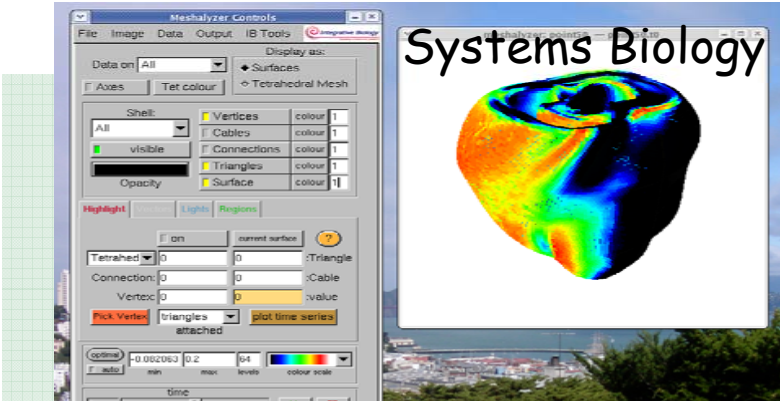 Meshalyzer Controls
File Image Data Output IB Tools Integrative Biology
Systems Biology
Display as:
Data on All
Surfaces
Axes Tet colour
Tetrahedral Mesh
Shell:
All
visible
Opacity
Vertices colour 1
Cables colour 1
Connections colour 1
Triangles colour 1
Surface colour 1
Highlight Lights Regions
on current surface ?
Tetrahed 0 0 :Triangle
Connection: 0 0 :Cable
Vertex: 0 0 :value
Pick Vertex triangles plot time series
attached
optimal
auto
-0.082063 0.2 64
min max levels colour scale
time